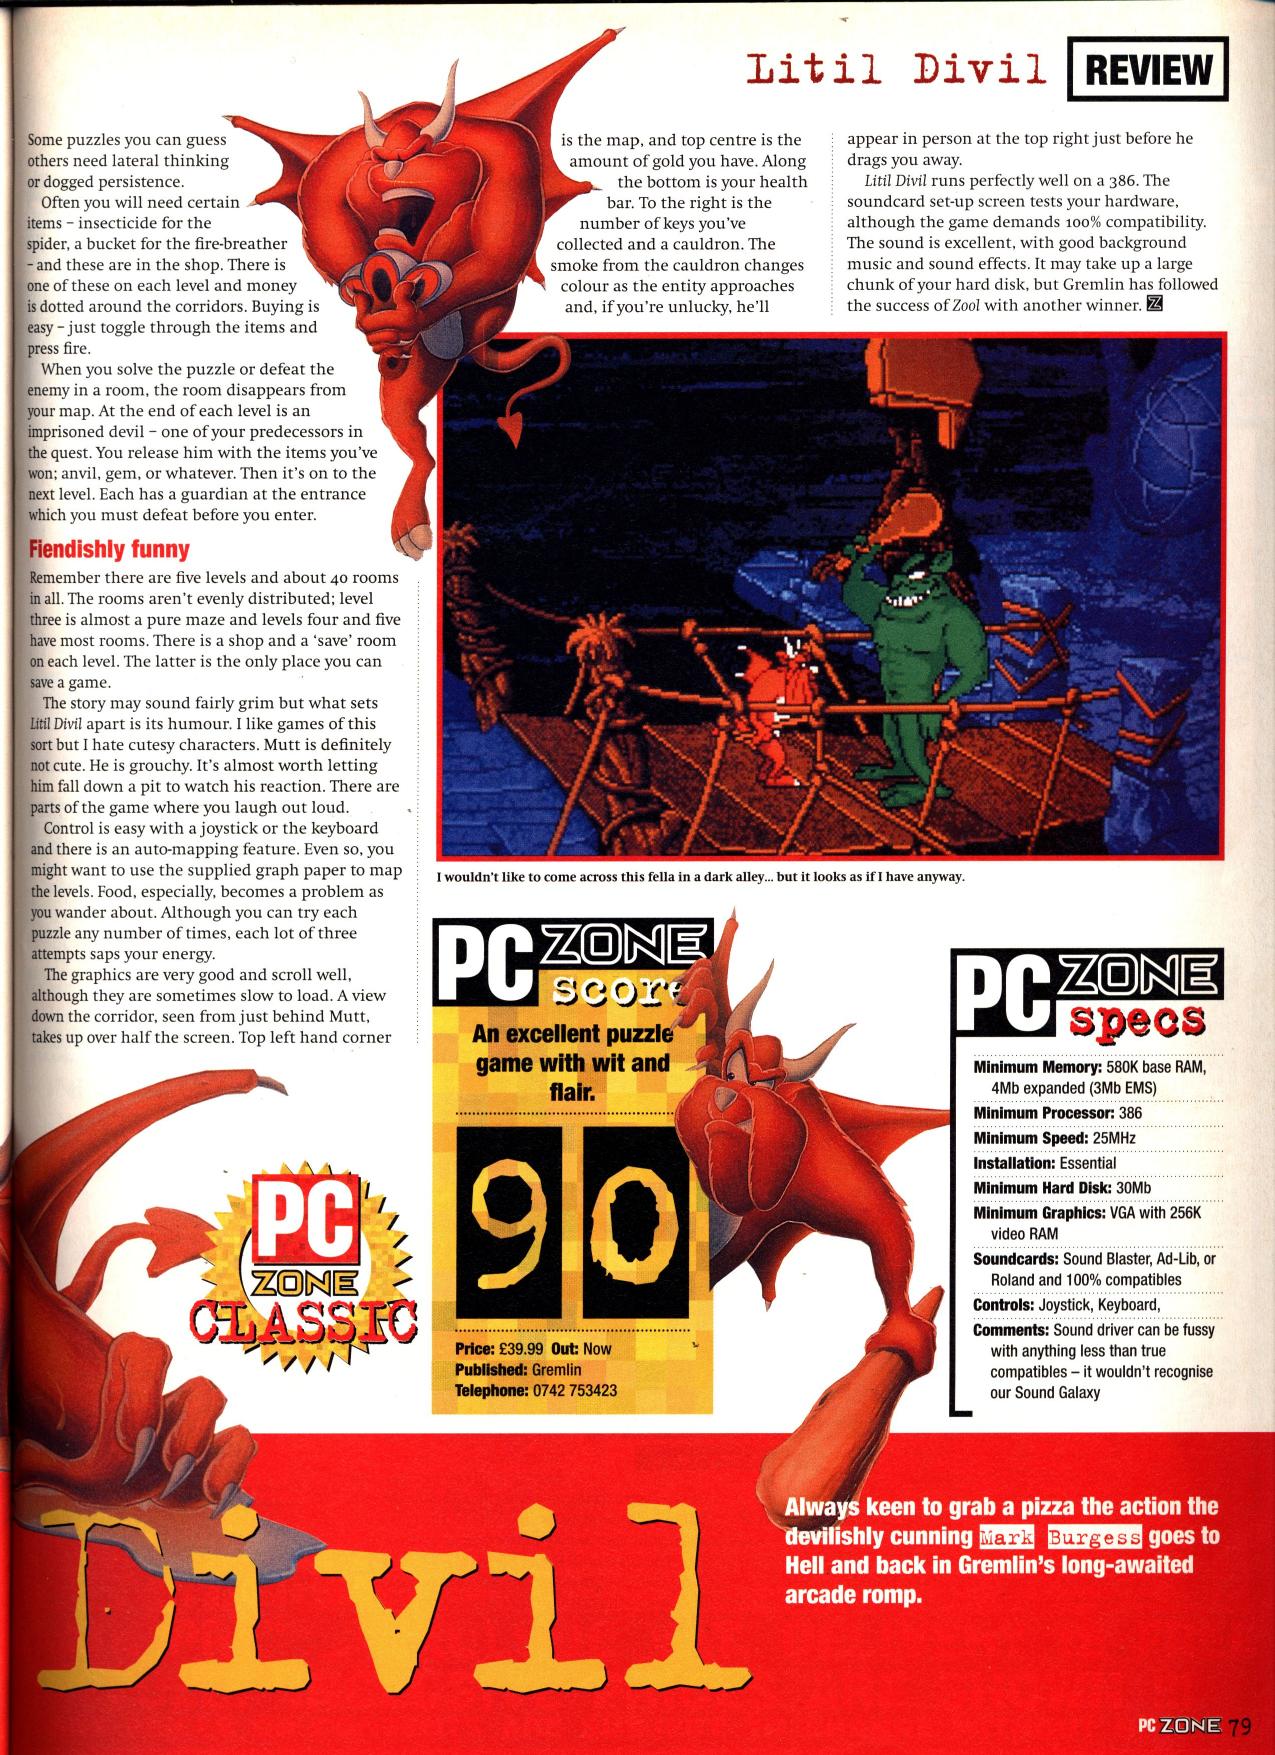 Litil Divil REVIEW
Some puzzles you can guess
others need lateral thinking
or dogged persistence.
Often you will need certain
items – insecticide for the
spider, a bucket for the fire-breather
– and these are in the shop. There is
one of these on each level and money
is dotted around the corridors. Buying is
easy – just toggle through the items and
press fire.
When you solve the puzzle or defeat the
enemy in a room, the room disappears from
your map. At the end of each level is an
imprisoned devil – one of your predecessors in
the quest. You release him with the items you've
won; anvil, gem, or whatever. Then it's on to the
next level. Each has a guardian at the entrance
which you must defeat before you enter.
Fiendishly funny
Remember there are five levels and about 40 rooms
in all. The rooms aren't evenly distributed; level
three is almost a pure maze and levels four and five
have most rooms. There is a shop and a 'save' room
on each level. The latter is the only place you can
save a game.
The story may sound fairly grim but what sets
Litil Divil apart is its humour. I like games of this
sort but I hate cutesy characters. Mutt is definitely
not cute. He is grouchy. It's almost worth letting
him fall down a pit to watch his reaction. There are
parts of the game where you laugh out loud.
Control is easy with a joystick or the keyboard
and there is an auto-mapping feature. Even so, you
might want to use the supplied graph paper to map
the levels. Food, especially, becomes a problem as
you wander about. Although you can try each
puzzle any number of times, each lot of three
attempts saps your energy.
The graphics are very good and scroll well,
although they are sometimes slow to load. A view
down the corridor, seen from just behind Mutt,
takes up over half the screen. Top left hand corner
is the map, and top centre is the
amount of gold you have. Along
the bottom is your health
bar. To the right is the
number of keys you've
collected and a cauldron. The
smoke from the cauldron changes
colour as the entity approaches
and, if you're unlucky, he'll
appear in person at the top right just before he
drags you away.
Litil Divil runs perfectly well on a 386. The
soundcard set-up screen tests your hardware,
although the game demands 100% compatibility.
The sound is excellent, with good background
music and sound effects. It may take up a large
chunk of your hard disk, but Gremlin has followed
the success of Zool with another winner. Z
I wouldn't like to come across this fella in a dark alley... but it looks as if I have anyway.
PC ZONE
score
An excellent puzzle
game with wit and
flair.
90
Price: £39.99 Out: Now
Published: Gremlin
Telephone: 0742 753423
PC
ZONE
CLASSIC
PC ZONE
specs
Minimum Memory: 580K base RAM,
4Mb expanded (3Mb EMS)
Minimum Processor: 386
Minimum Speed: 25MHz
Installation: Essential
Minimum Hard Disk: 30Mb
Minimum Graphics: VGA with 256K
video RAM
Soundcards: Sound Blaster, Ad-Lib, or
Roland and 100% compatibles
Controls: Joystick, Keyboard,
Comments: Sound driver can be fussy
with anything less than true
compatibles – it wouldn't recognise
our Sound Galaxy
Divil
Always keen to grab a pizza the action the
devilishly cunning Mark Burgess goes to
Hell and back in Gremlin's long-awaited
arcade romp.
PC ZONE 79